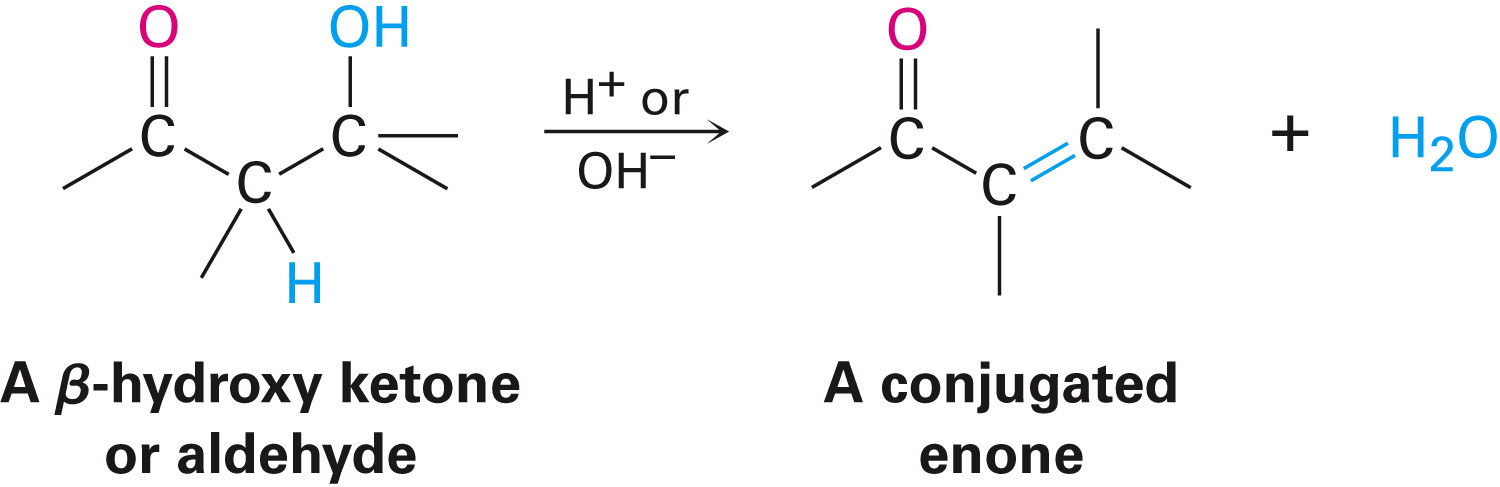 O OH O
H⁺ or
C C C C + H₂O
OH⁻
C C
H
A β-hydroxy ketone A conjugated
or aldehyde enone